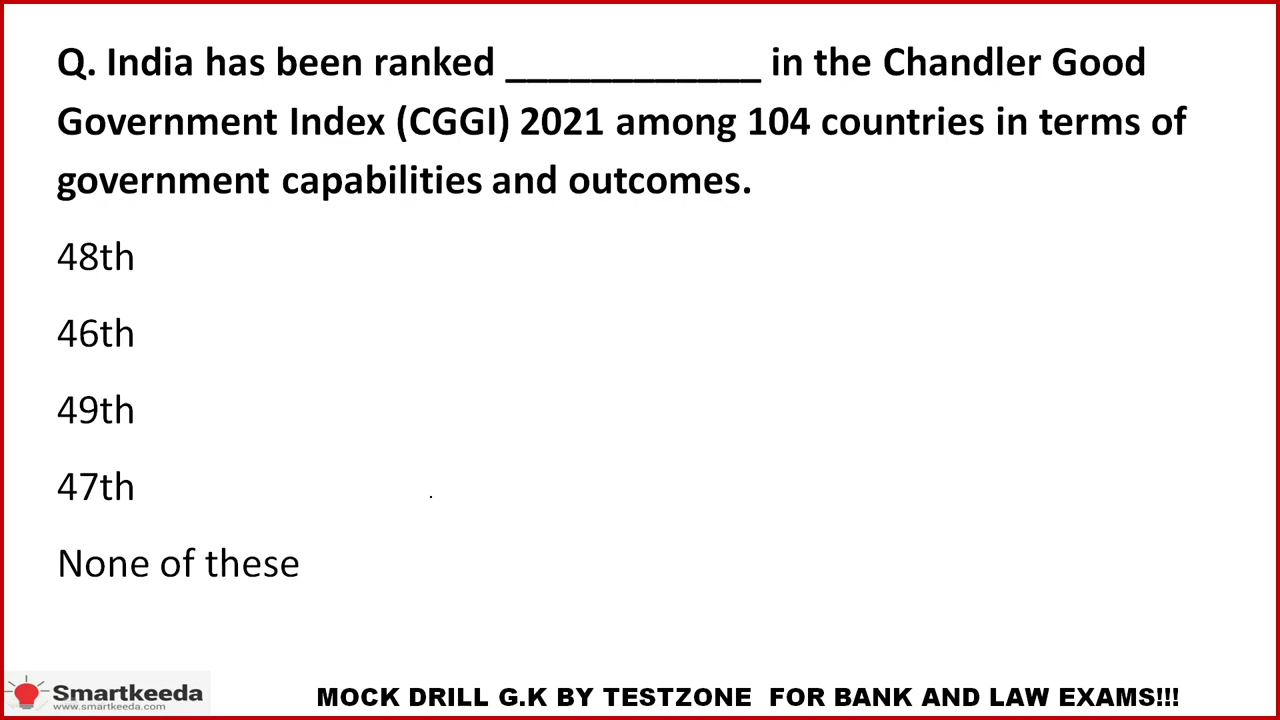 Q. India has been ranked ____________ in the Chandler Good
Government Index (CGGI) 2021 among 104 countries in terms of
government capabilities and outcomes.
48th
46th
49th
47th
None of these
Smartkeeda
www.smartkeeda.com
MOCK DRILL G.K BY TESTZONE FOR BANK AND LAW EXAMS!!!